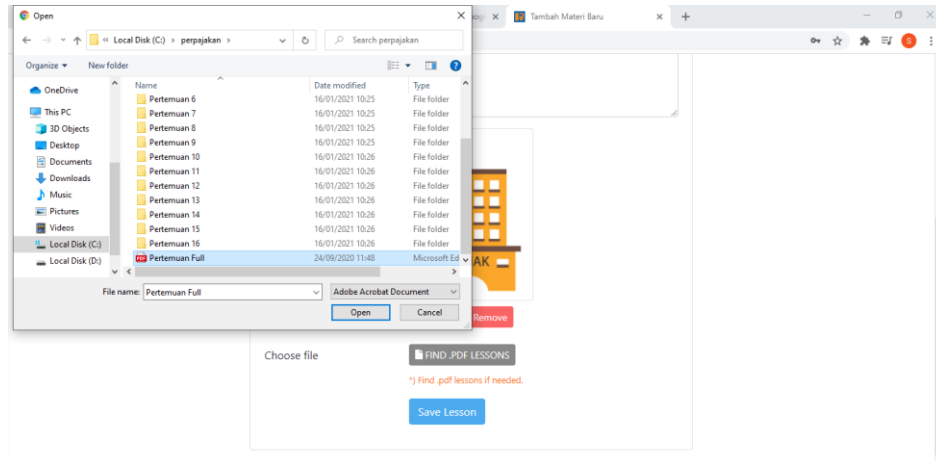 Open
Tambah Materi Baru
« Local Disk (C:) › perpajakan ›
Search perpajakan
Organize
New folder
Name Date modified Type
OneDrive
This PC
3D Objects
Desktop
Documents
Downloads
Music
Pictures
Videos
Local Disk (C:)
Local Disk (D:)
Pertemuan 6 16/01/2021 10:25 File folder
Pertemuan 7 16/01/2021 10:25 File folder
Pertemuan 8 16/01/2021 10:25 File folder
Pertemuan 9 16/01/2021 10:25 File folder
Pertemuan 10 16/01/2021 10:26 File folder
Pertemuan 11 16/01/2021 10:26 File folder
Pertemuan 12 16/01/2021 10:26 File folder
Pertemuan 13 16/01/2021 10:26 File folder
Pertemuan 14 16/01/2021 10:26 File folder
Pertemuan 15 16/01/2021 10:26 File folder
Pertemuan 16 16/01/2021 10:26 File folder
PDF Pertemuan Full 24/09/2020 11:48 Microsoft Ed
File name: Pertemuan Full
Adobe Acrobat Document
Open
Cancel
S
AK
Remove
Choose file
FIND .PDF LESSONS
*) Find .pdf lessons if needed.
Save Lesson